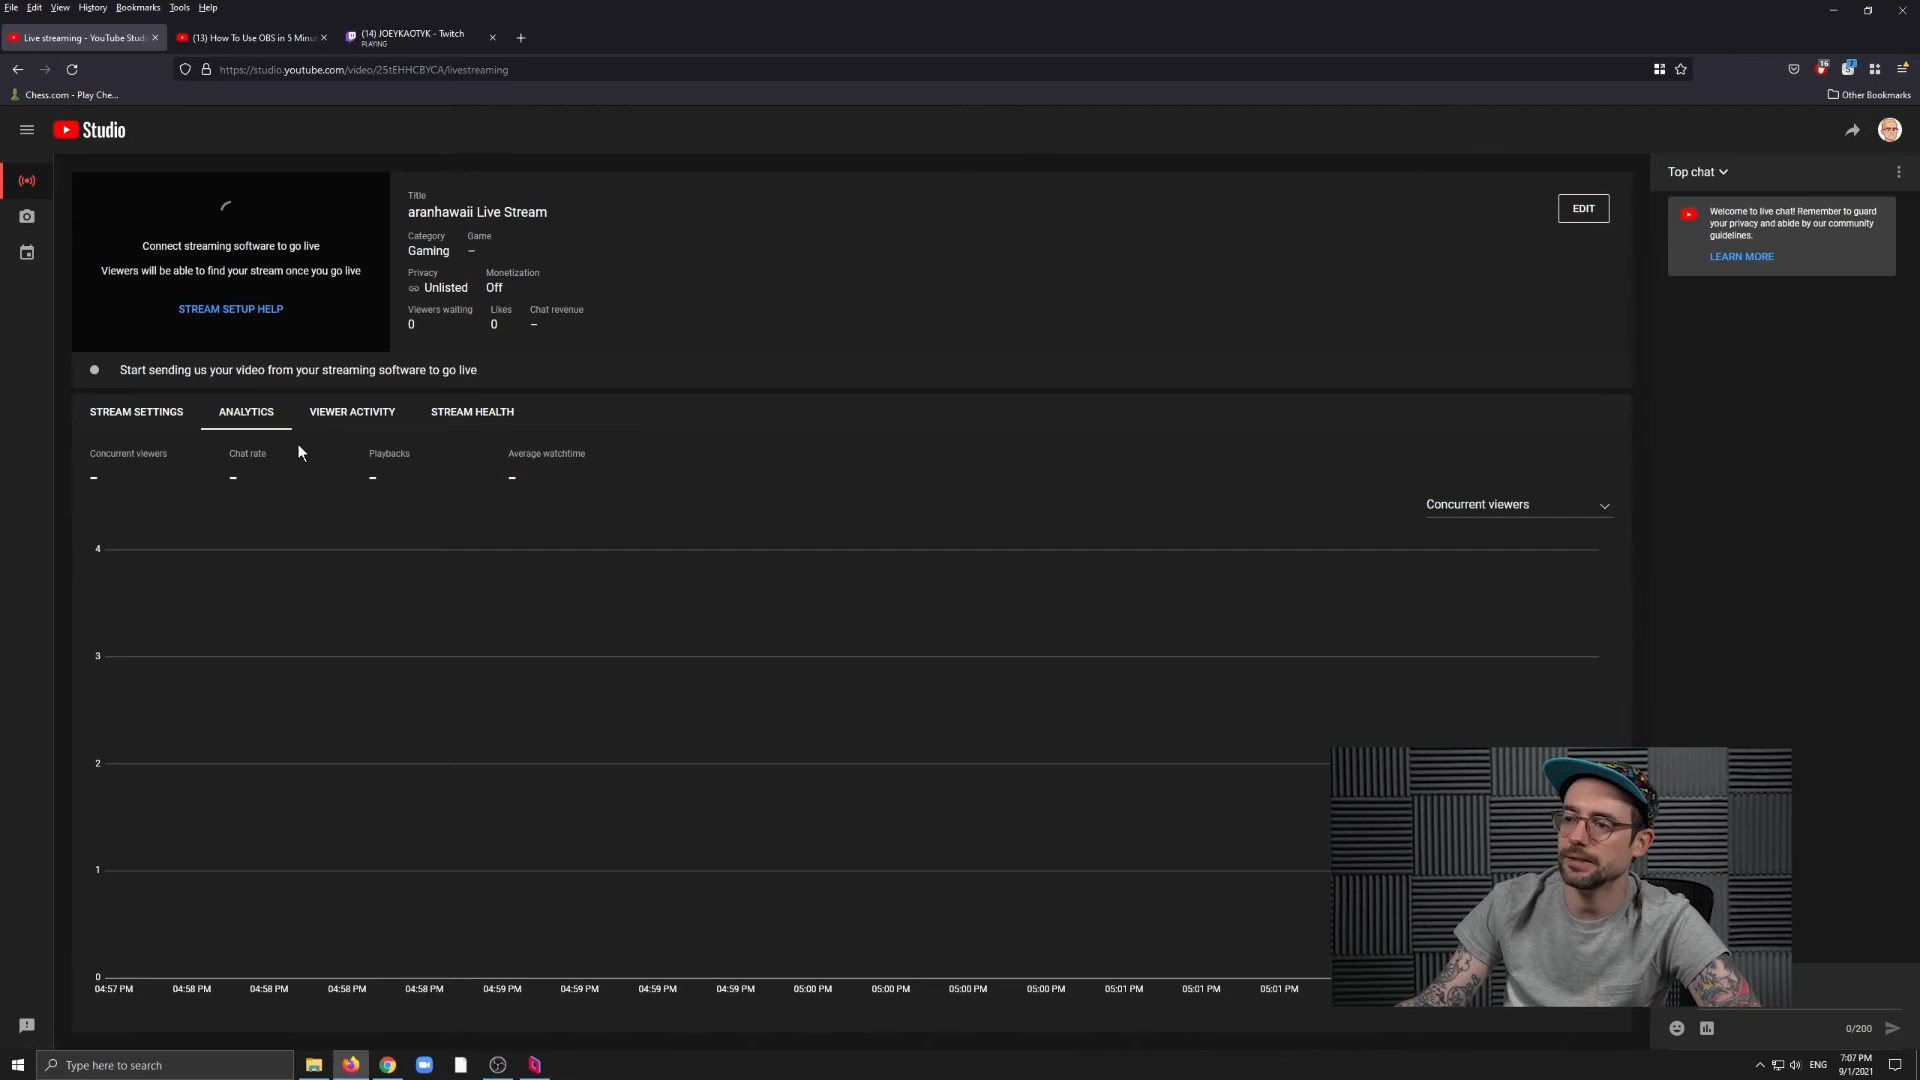 File Edit View History Bookmarks Tools Help
Live streaming - YouTube Studi
(13) How To Use OBS in 5 Minut
(14) JOEYKAOTYK - Twitch
PLAYING
https://studio.youtube.com/video/25tEHHCBYCA/livestreaming
16
7
Chess.com - Play Che...
Other Bookmarks
Studio
Connect streaming software to go live
Viewers will be able to find your stream once you go live
STREAM SETUP HELP
Title
aranhawaii Live Stream
Category Game
Gaming –
Privacy Monetization
Unlisted Off
Viewers waiting Likes Chat revenue
0 0 –
EDIT
Start sending us your video from your streaming software to go live
STREAM SETTINGS ANALYTICS VIEWER ACTIVITY STREAM HEALTH
Concurrent viewers Chat rate Playbacks Average watchtime
– – – –
Concurrent viewers
4
3
2
1
0
04:57 PM 04:58 PM 04:58 PM 04:58 PM 04:58 PM 04:59 PM 04:59 PM 04:59 PM 04:59 PM 05:00 PM 05:00 PM 05:00 PM 05:00 PM 05:01 PM 05:01 PM 05:01 PM
Top chat
Welcome to live chat! Remember to guard
your privacy and abide by our community
guidelines.
LEARN MORE
0/200
Type here to search
ENG
7:07 PM
9/1/2021